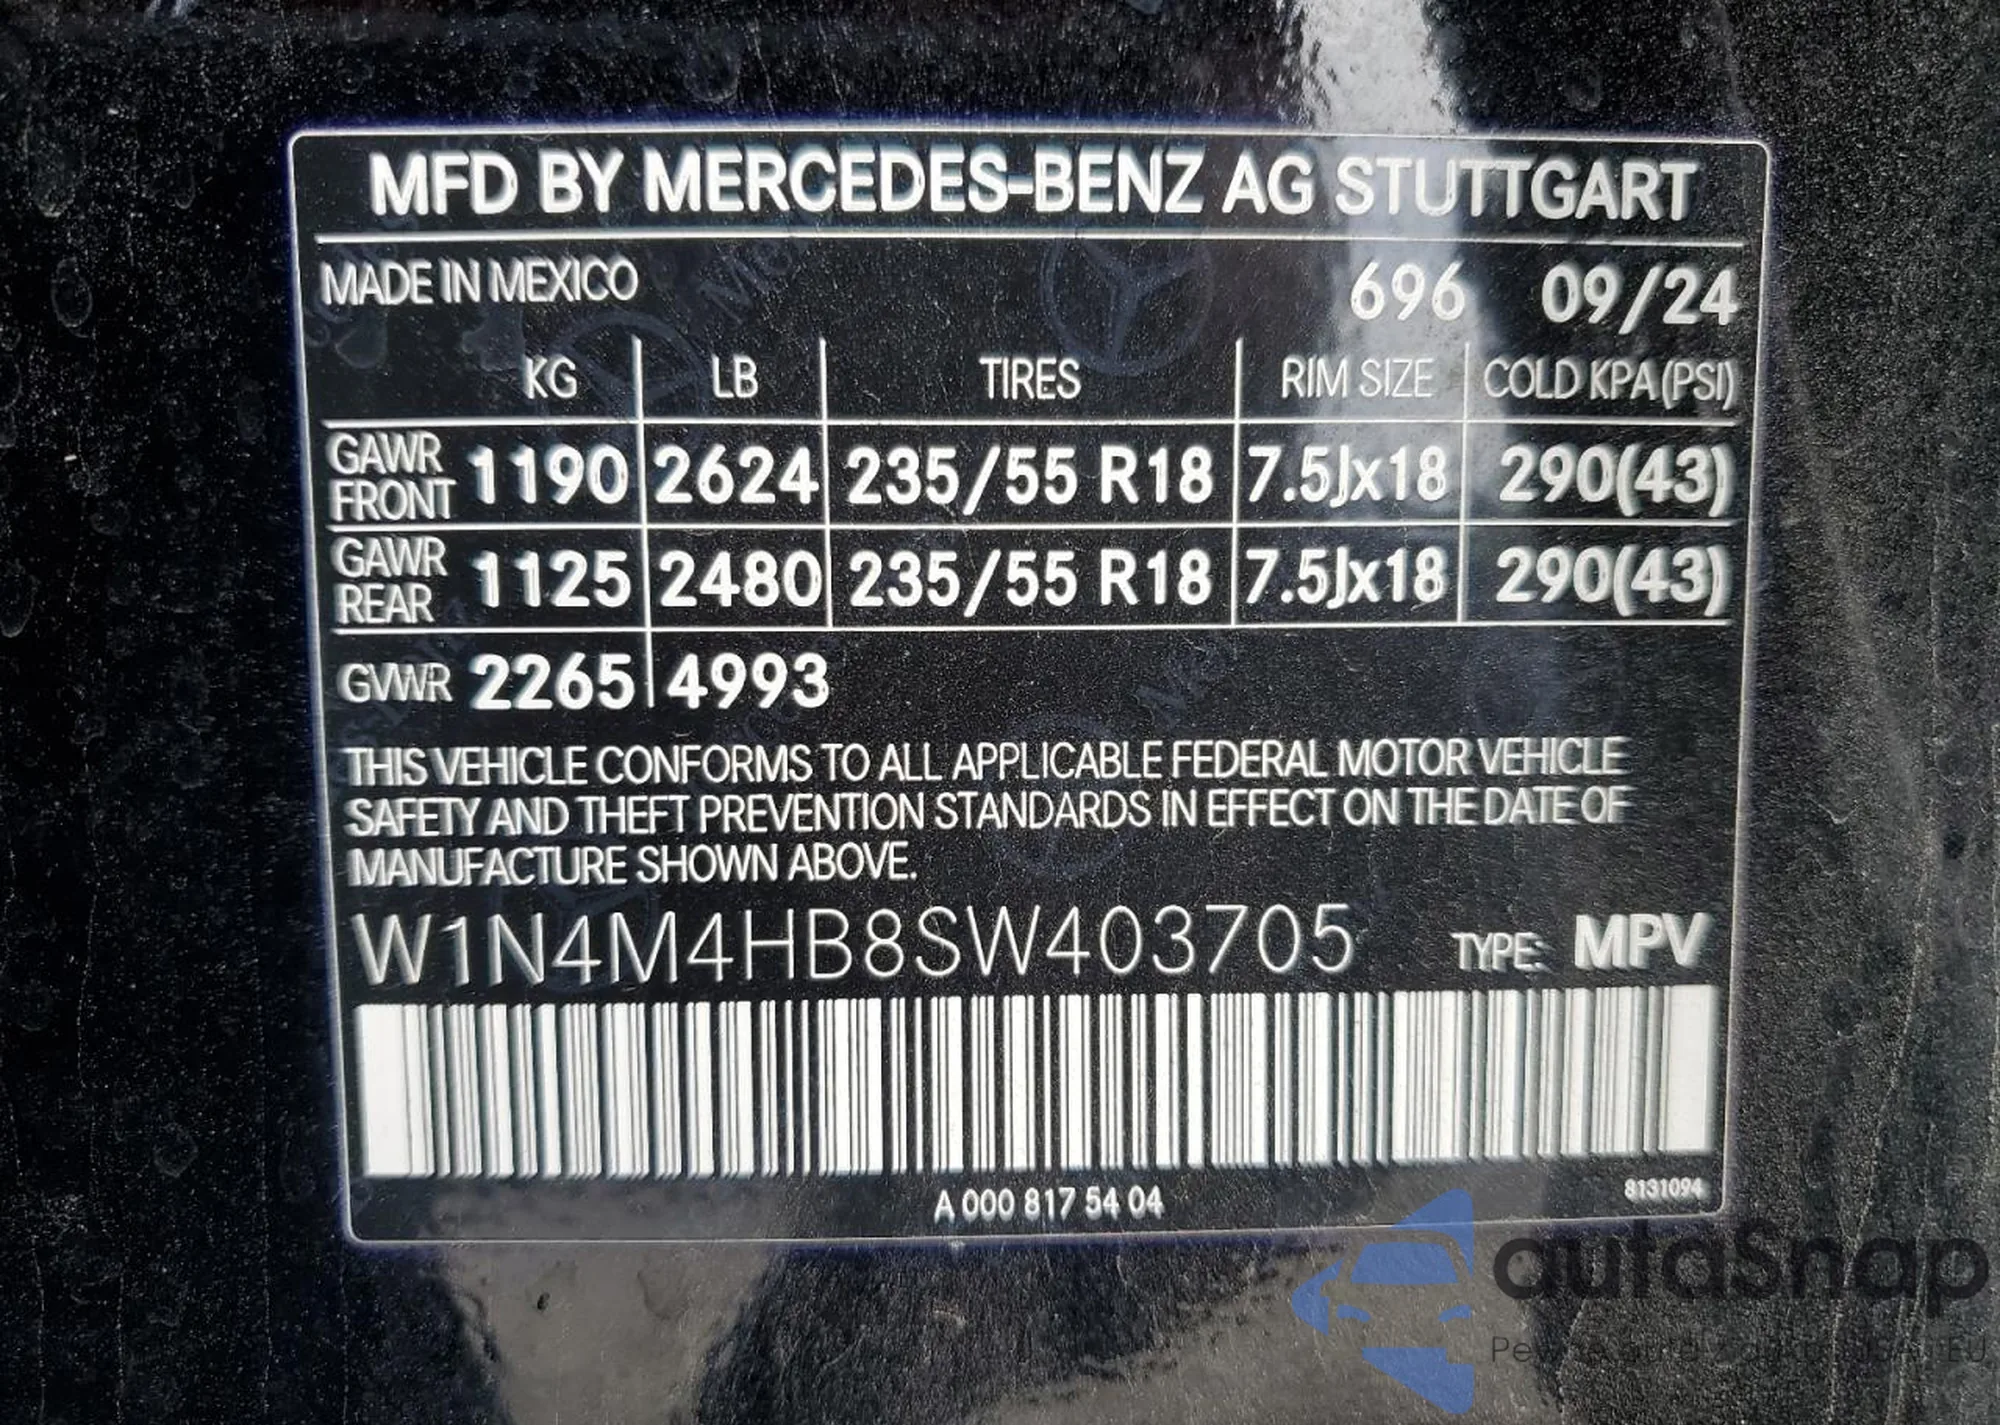 MFD BY MERCEDES-BENZ AG STUTTGART
MADE IN MEXICO 696 09/24
KG LB TIRES RIM SIZE COLD KPA(PSI)
GAWR FRONT 1190 2624 235/55 R18 7.5Jx18 290(43)
GAWR REAR 1125 2480 235/55 R18 7.5Jx18 290(43)
GVWR 2265 4993
THIS VEHICLE CONFORMS TO ALL APPLICABLE FEDERAL MOTOR VEHICLE
SAFETY AND THEFT PREVENTION STANDARDS IN EFFECT ON THE DATE OF
MANUFACTURE SHOWN ABOVE.
W1N4M4HB8SW403705 TYPE: MPV
A 000 817 54 04
8131094
autoSnap